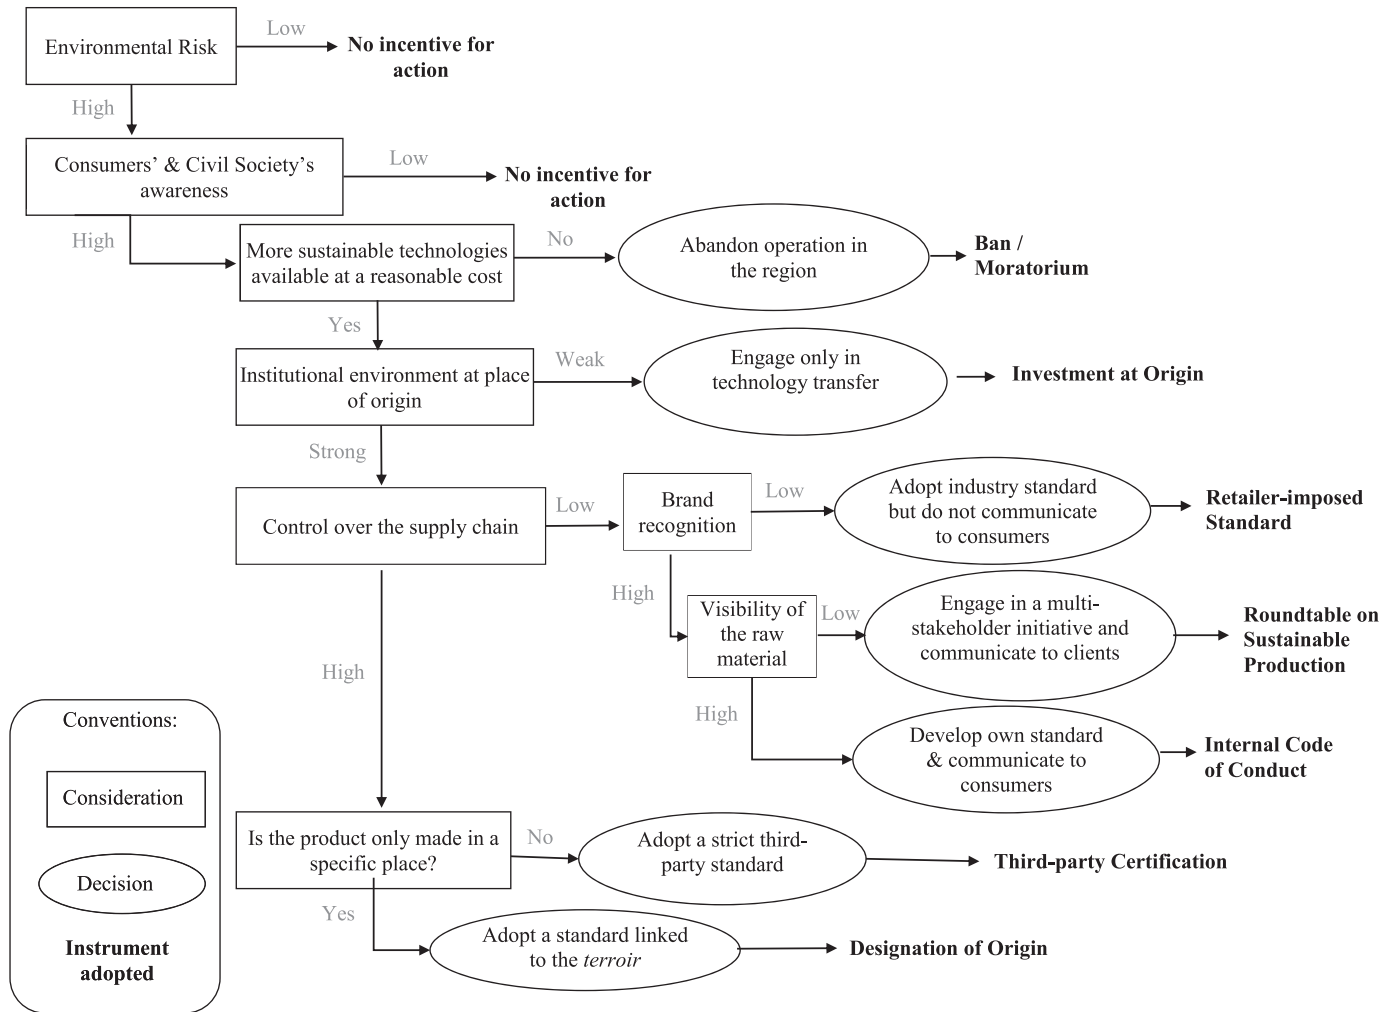 Environmental Risk
Low
No incentive for
action
High
Consumers’ & Civil Society’s
awareness
Low
No incentive for
action
High
More sustainable technologies
available at a reasonable cost
No
Abandon operation in
the region
Ban /
Moratorium
Yes
Institutional environment at place
of origin
Weak
Engage only in
technology transfer
Investment at Origin
Strong
Control over the supply chain
Low
Brand
recognition
Low
Adopt industry standard
but do not communicate
to consumers
Retailer-imposed
Standard
High
Visibility of
the raw
material
Low
Engage in a multi-
stakeholder initiative and
communicate to clients
Roundtable on
Sustainable
Production
High
Develop own standard
& communicate to
consumers
Internal Code
of Conduct
High
Is the product only made in a
specific place?
No
Adopt a strict third-
party standard
Third-party Certification
Yes
Adopt a standard linked
to the terroir
Designation of Origin
Conventions:
Consideration
Decision
Instrument
adopted